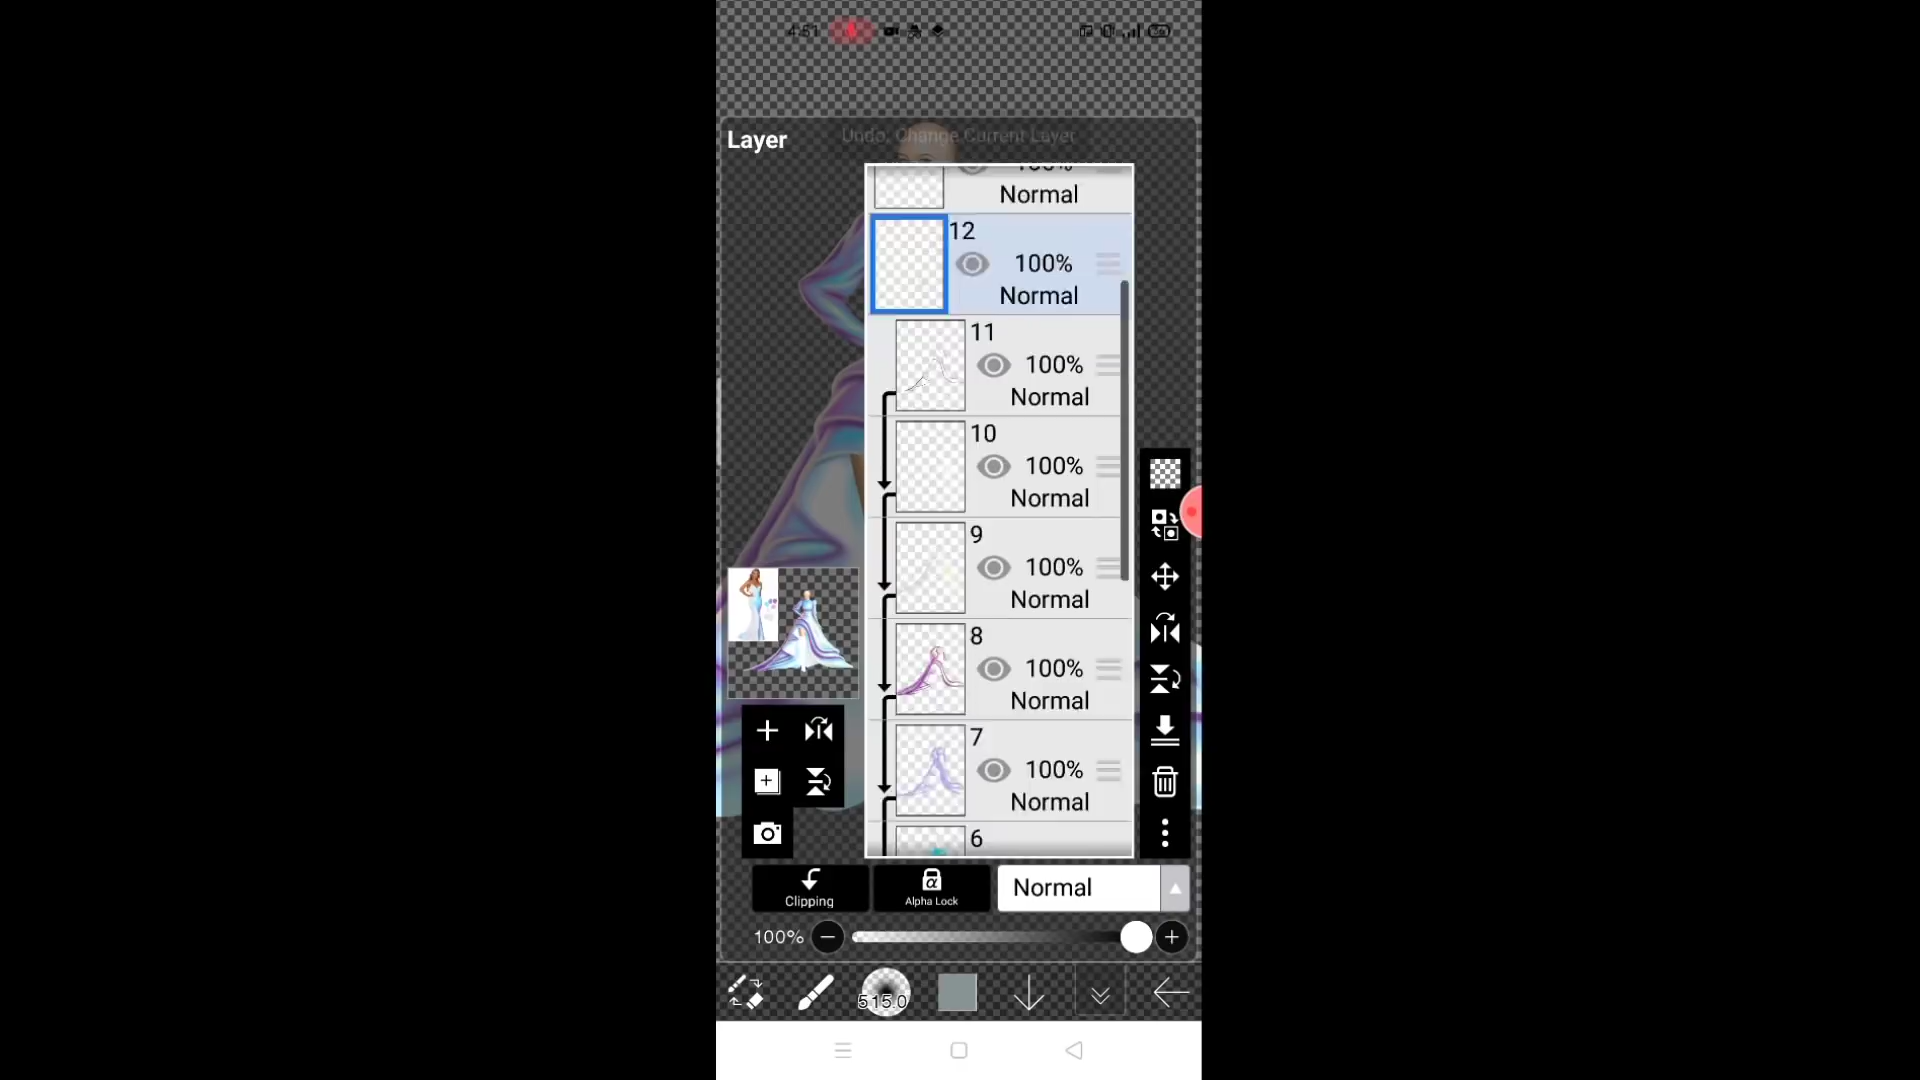 4:51
Layer
Undo: Change Current Layer
100%
Normal
12
100%
Normal
11
100%
Normal
10
100%
Normal
9
100%
Normal
8
100%
Normal
7
100%
Normal
6
Clipping
α
Alpha Lock
Normal
100%
515.0